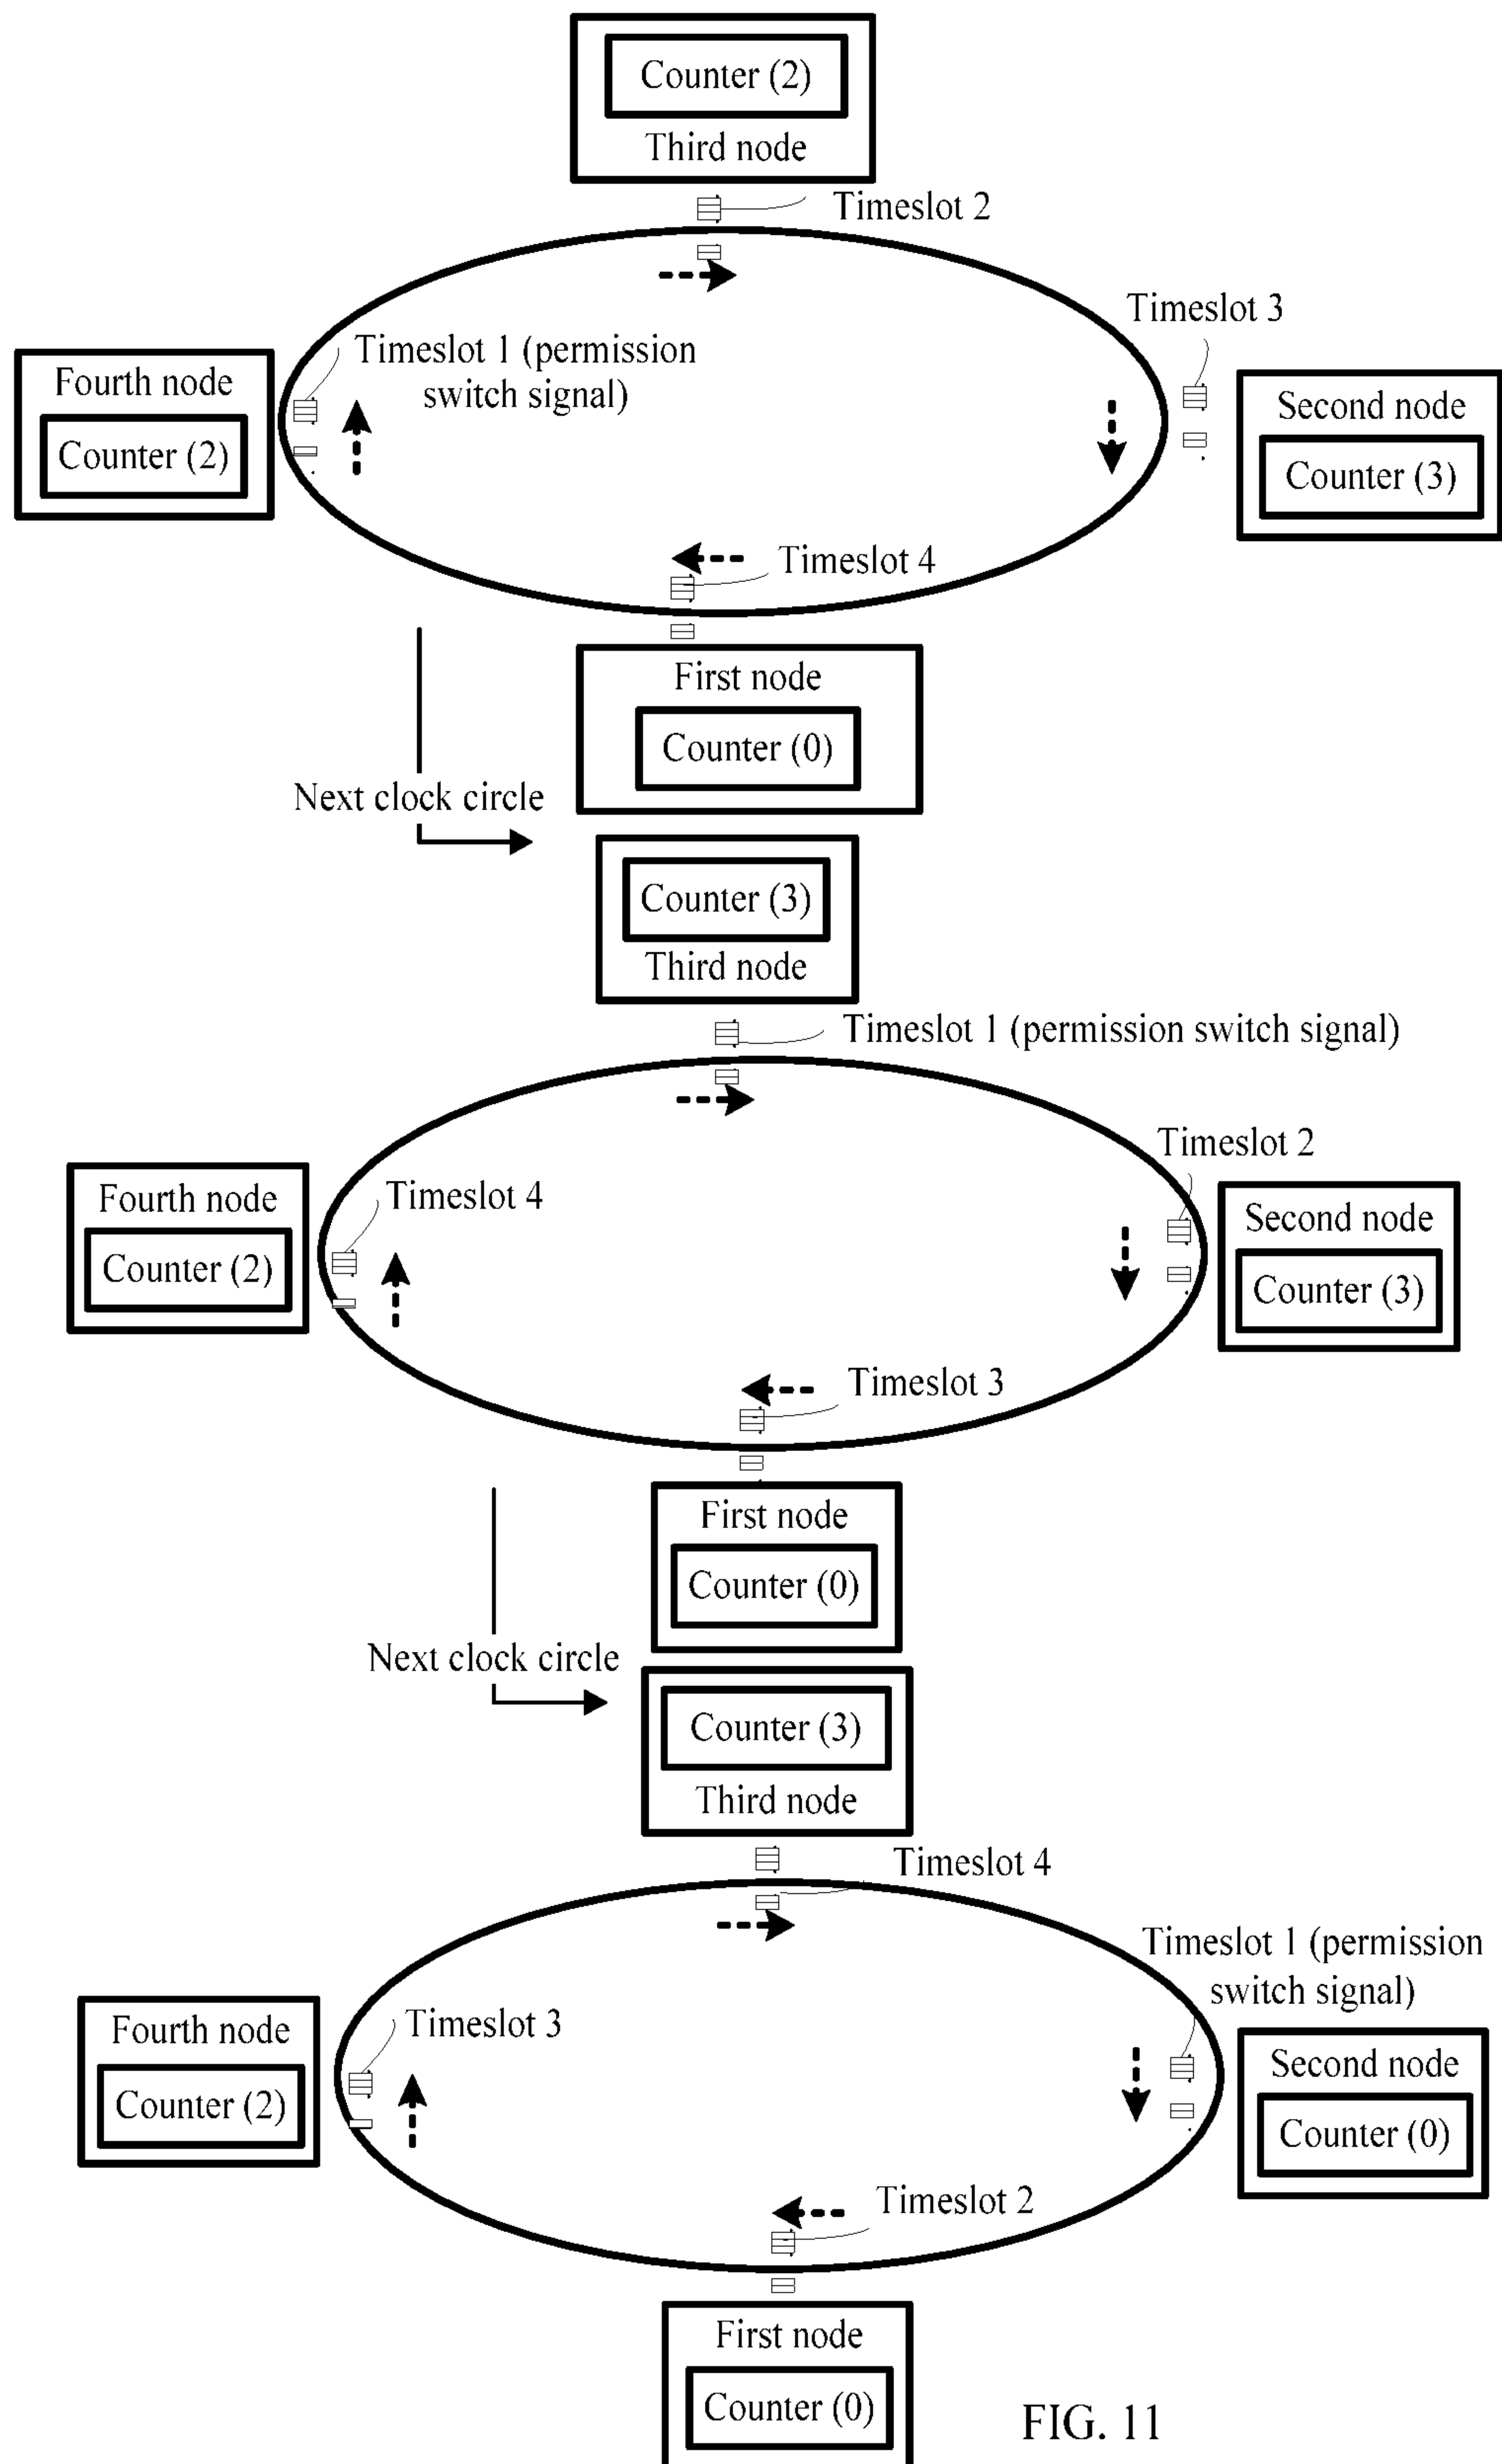 Counter (2)
Third node
Timeslot 2
Timeslot 3
Timeslot 1 (permission
switch signal)
Fourth node
Counter (2)
Second node
Counter (3)
Timeslot 4
First node
Counter (0)
Next clock circle
Counter (3)
Third node
Timeslot 1 (permission switch signal)
Timeslot 2
Fourth node
Counter (2)
Timeslot 4
Second node
Counter (3)
Timeslot 3
First node
Counter (0)
Next clock circle
Counter (3)
Third node
Timeslot 4
Timeslot 1 (permission
switch signal)
Fourth node
Counter (2)
Timeslot 3
Second node
Counter (0)
Timeslot 2
First node
Counter (0)
FIG. 11